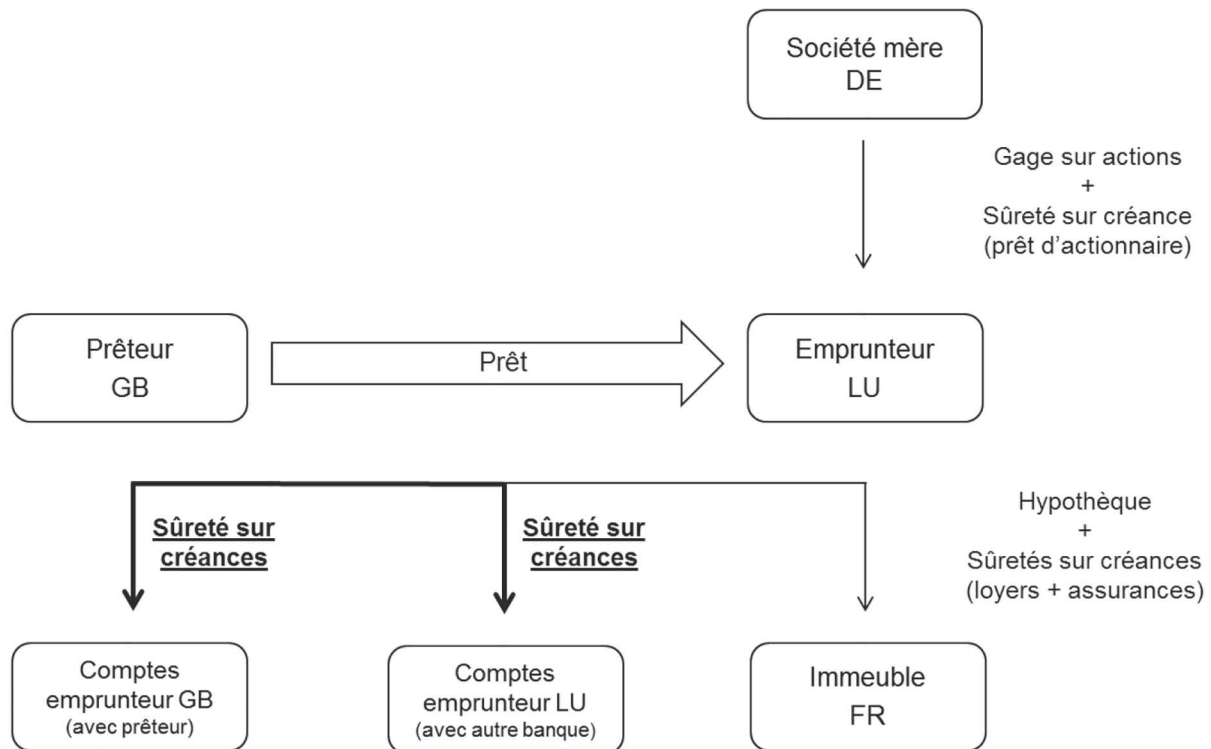 Société mère
DE
Gage sur actions
+
Sûreté sur créance
(prêt d’actionnaire)
Prêteur
GB
Prêt
Emprunteur
LU
Sûreté sur
créances
Sûreté sur
créances
Hypothèque
+
Sûretés sur créances
(loyers + assurances)
Comptes
emprunteur GB
(avec prêteur)
Comptes
emprunteur LU
(avec autre banque)
Immeuble
FR